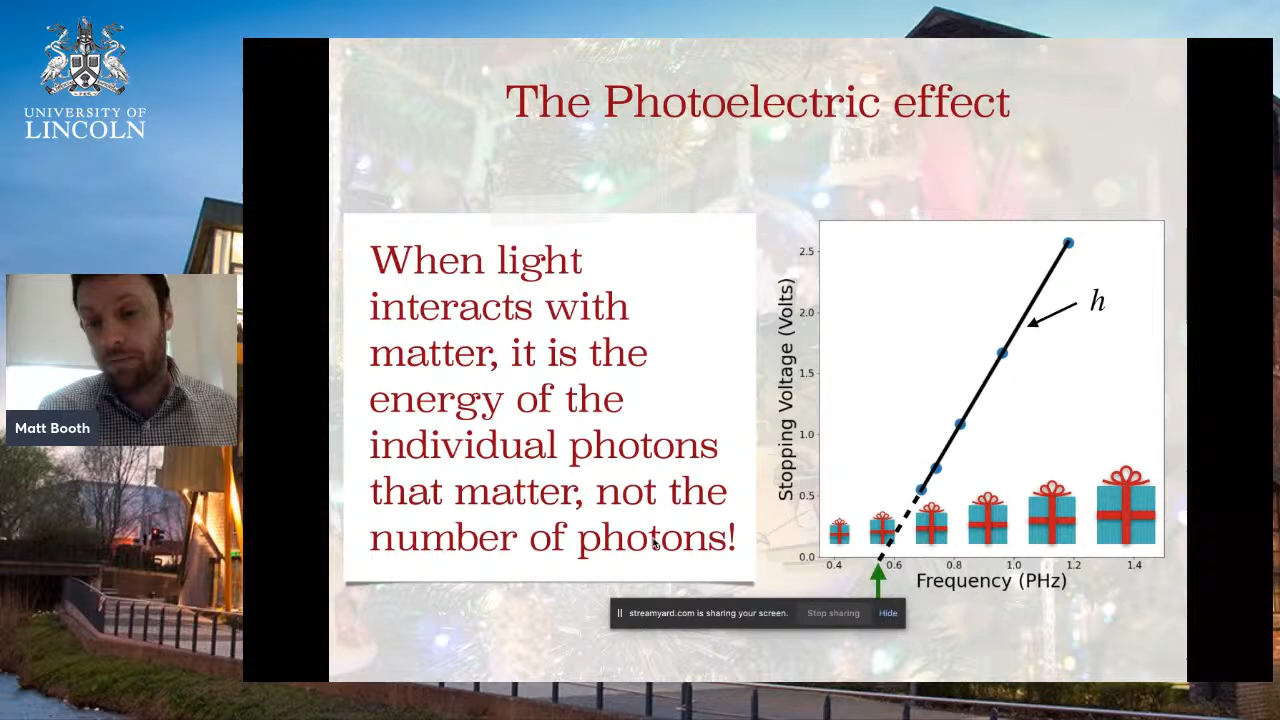 UNIVERSITY OF
LINCOLN
The Photoelectric effect
When light
interacts with
matter, it is the
energy of the
individual photons
that matter, not the
number of photons!
Stopping Voltage (Volts)
2.5
2.0
1.5
1.0
0.5
0.0
h
0.4
0.6
0.8
1.0
1.2
1.4
Frequency (PHz)
Matt Booth
streamyard.com is sharing your screen. Stop sharing Hide